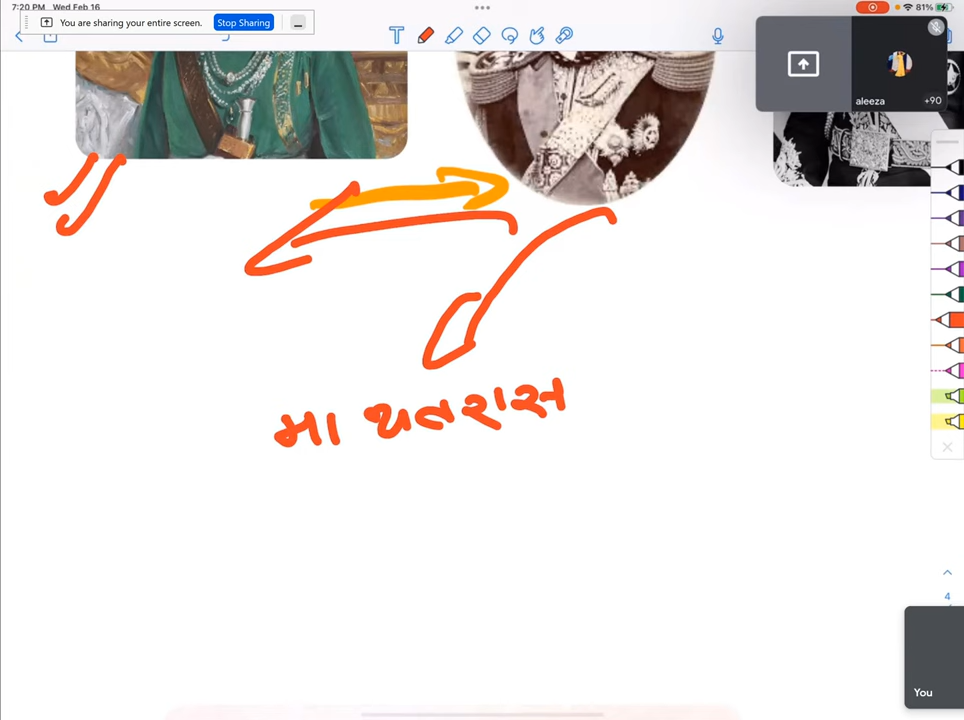 7:20 PM Wed Feb 16
81%
You are sharing your entire screen.
Stop Sharing
T
aleeza
+90
મા
4
You